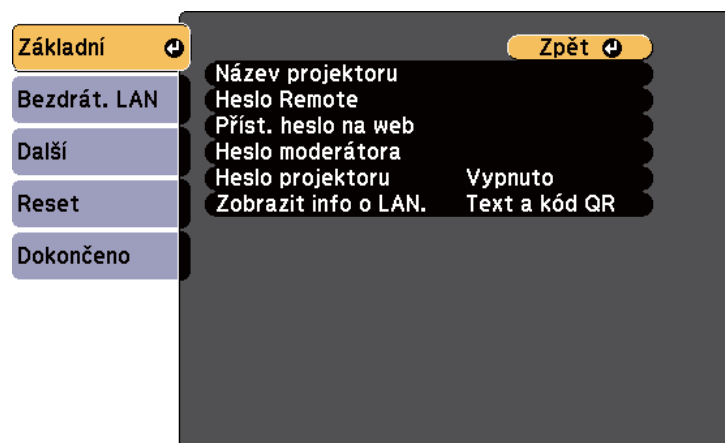 Základní
Bezdrát. LAN
Další
Reset
Dokončeno
Zpět
Název projektoru
Heslo Remote
Příst. heslo na web
Heslo moderátora
Heslo projektoru Vypnuto
Zobrazit info o LAN. Text a kód QR